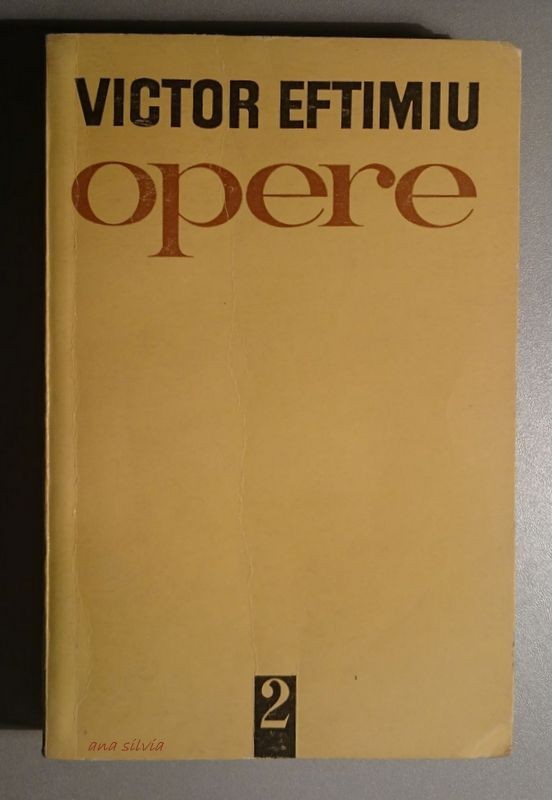 VICTOR EFTIMIU
opere
2
ana silvia